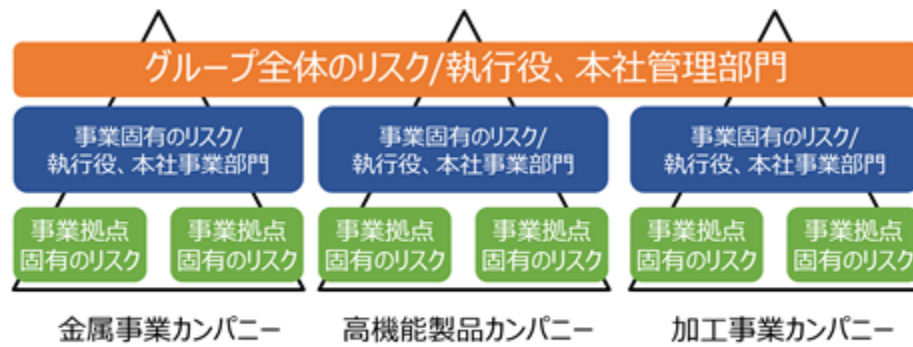 グループ全体のリスク/執行役、本社管理部門
事業固有のリスク/
執行役、本社事業部門
事業固有のリスク/
執行役、本社事業部門
事業固有のリスク/
執行役、本社事業部門
事業拠点
固有のリスク
事業拠点
固有のリスク
事業拠点
固有のリスク
事業拠点
固有のリスク
事業拠点
固有のリスク
事業拠点
固有のリスク
金属事業カンパニー
高機能製品カンパニー
加工事業カンパニー